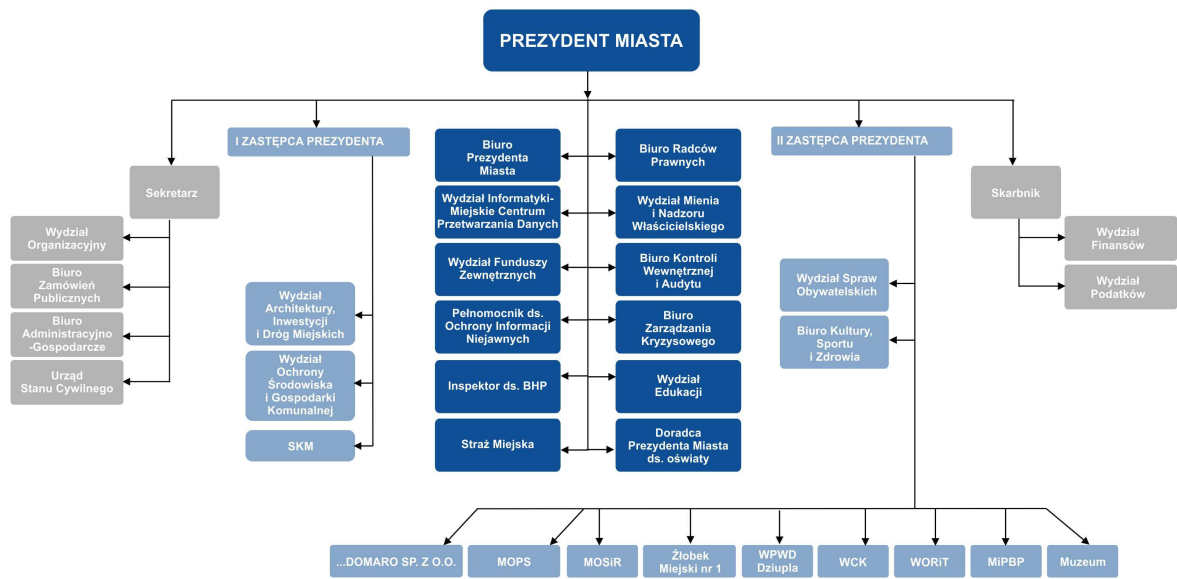 PREZYDENT MIASTA
I ZASTĘPCA PREZYDENTA
II ZASTĘPCA PREZYDENTA
Sekretarz
Skarbnik
Wydział
Organizacyjny
Biuro
Zamówień
Publicznych
Biuro
Administracyjno
-Gospodarcze
Urząd
Stanu Cywilnego
Wydział
Architektury,
Inwestycji
i Dróg Miejskich
Wydział
Ochrony
Środowiska
i Gospodarki
Komunalnej
SKM
Biuro
Prezydenta
Miasta
Wydział Informatyki-
Miejskie Centrum
Przetwarzania Danych
Wydział Funduszy
Zewnętrznych
Pełnomocnik ds.
Ochrony Informacji
Niejawnych
Inspektor ds. BHP
Straż Miejska
Biuro Radców
Prawnych
Wydział Mienia
i Nadzoru
Właścicielskiego
Biuro Kontroli
Wewnętrznej
i Audytu
Biuro
Zarządzania
Kryzysowego
Wydział
Edukacji
Doradca
Prezydenta Miasta
ds. oświaty
Wydział Spraw
Obywatelskich
Biuro Kultury,
Sportu
i Zdrowia
Wydział
Finansów
Wydział
Podatków
...DOMARO SP. Z O.O.
MOPS
MOSiR
Żłobek
Miejski nr 1
WPWD
Dziupla
WCK
WORiT
MiPBP
Muzeum